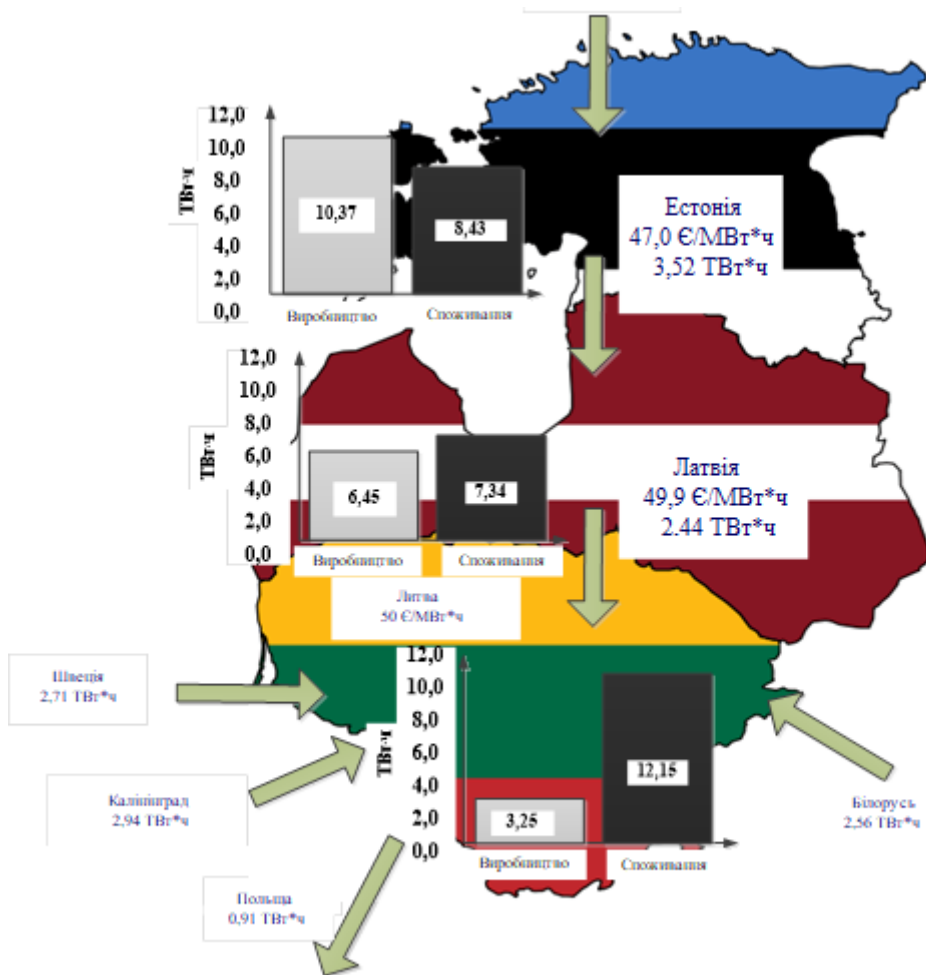 12,0
10,0
8,0
6,0
4,0
2,0
0,0
ТВт·ч
10,37
8,43
Виробництво
Споживання
Естонія
47,0 Є/МВт*ч
3,52 ТВт*ч
12,0
10,0
8,0
6,0
4,0
2,0
0,0
ТВт·ч
6,45
7,34
Виробництво
Споживання
Латвія
49,9 Є/МВт*ч
2.44 ТВт*ч
Литва
50 Є/МВт*ч
Швеція
2,71 ТВт*ч
12,0
10,0
8,0
6,0
4,0
2,0
0,0
ТВт·ч
3,25
12,15
Виробництво
Споживання
Калінінград
2,94 ТВт*ч
Білорусь
2,56 ТВт*ч
Польща
0,91 ТВт*ч